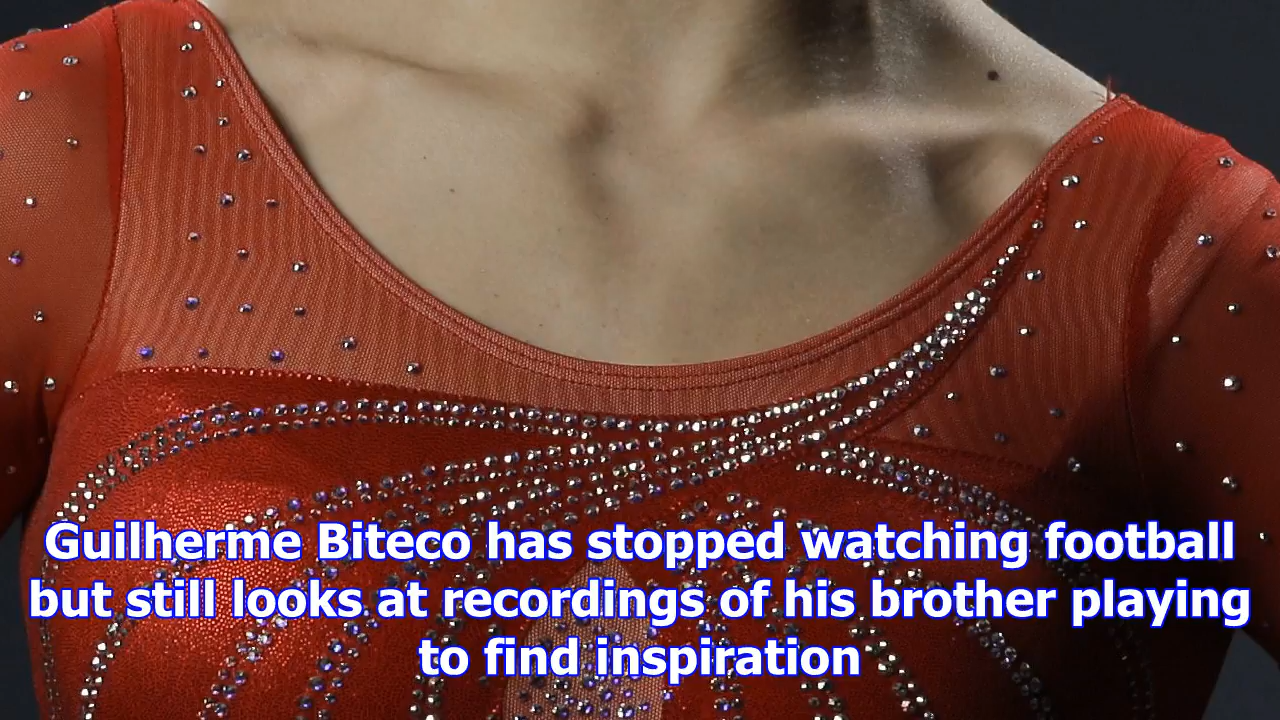 Guilherme Biteco has stopped watching football
but still looks at recordings of his brother playing
to find inspiration